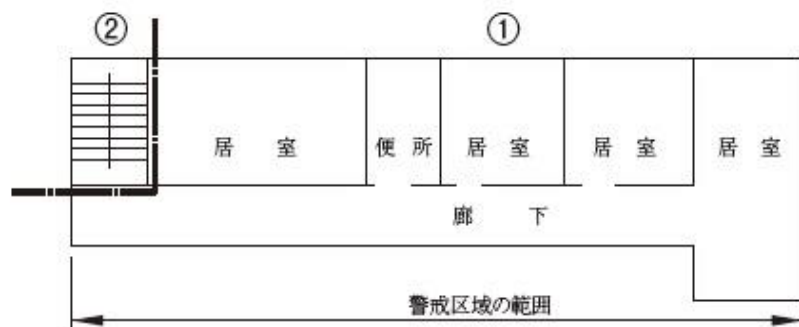 ② ①
居 室 便 所 居 室 居 室 居 室
廊 下
警戒区域の範囲